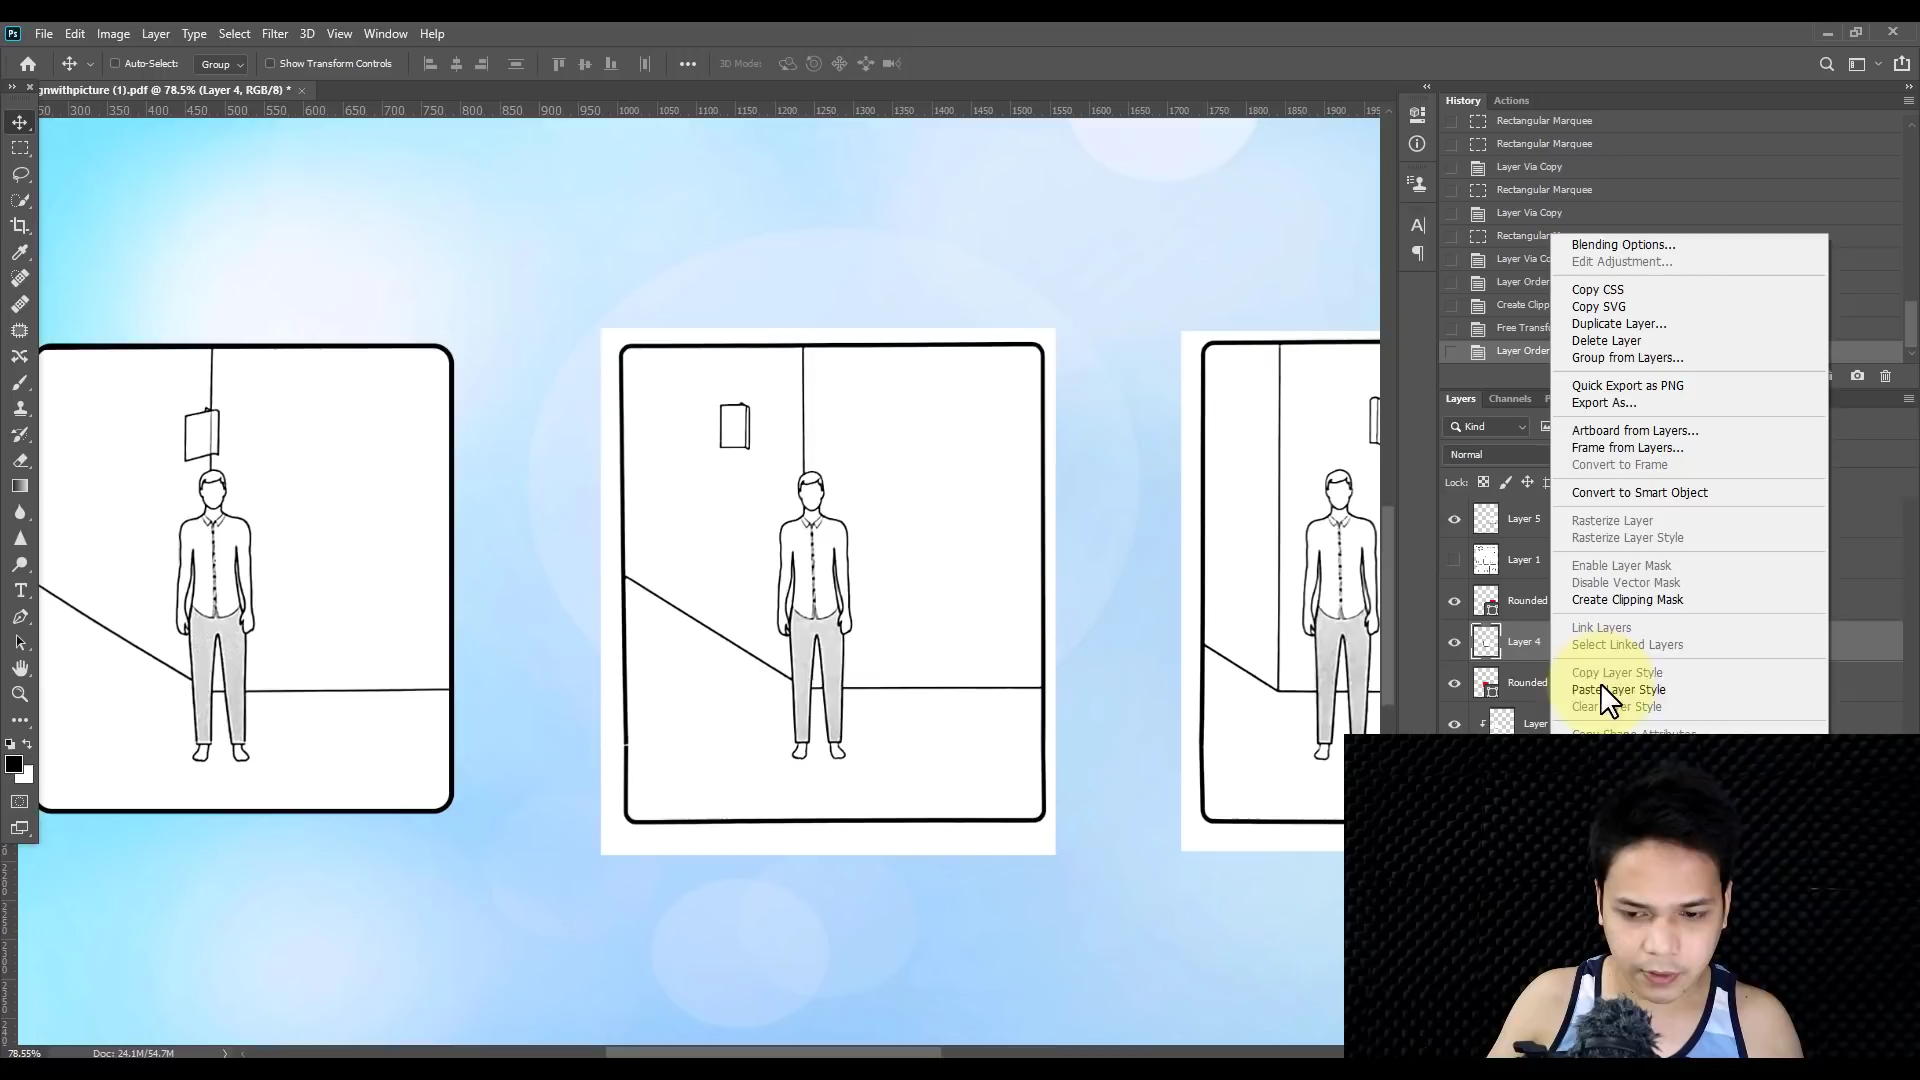 Ps File Edit Image Layer Type Select Filter 3D View Window Help
Auto-Select: Group Show Transform Controls 3D Mode:
gnwithpicture (1).pdf @ 78.5% (Layer 4, RGB/8) *
300 350 400 450 500 550 600 650 700 750 800 850 900 950 1000 1050 1100 1150 1200 1250 1300 1350 1400 1450 1500 1550 1600 1650 1700 1750 1800 1850 1900
History Actions
Rectangular Marquee
Rectangular Marquee
Layer Via Copy
Rectangular Marquee
Layer Via Copy
Rectangular
Layer Via Co
Layer Order
Create Clipp
Free Transfo
Layer Order
Blending Options...
Edit Adjustment...
Copy CSS
Copy SVG
Duplicate Layer...
Delete Layer
Group from Layers...
Quick Export as PNG
Export As...
Artboard from Layers...
Frame from Layers...
Convert to Frame
Convert to Smart Object
Rasterize Layer
Rasterize Layer Style
Enable Layer Mask
Disable Vector Mask
Create Clipping Mask
Link Layers
Select Linked Layers
Copy Layer Style
Paste Layer Style
Clear Layer Style
Copy Shape Attributes
Layers Channels P
Kind
Normal
Lock:
Layer 5
Layer 1
Rounded
Layer 4
Rounded
Layer
78.55% Doc: 24.1M/54.7M